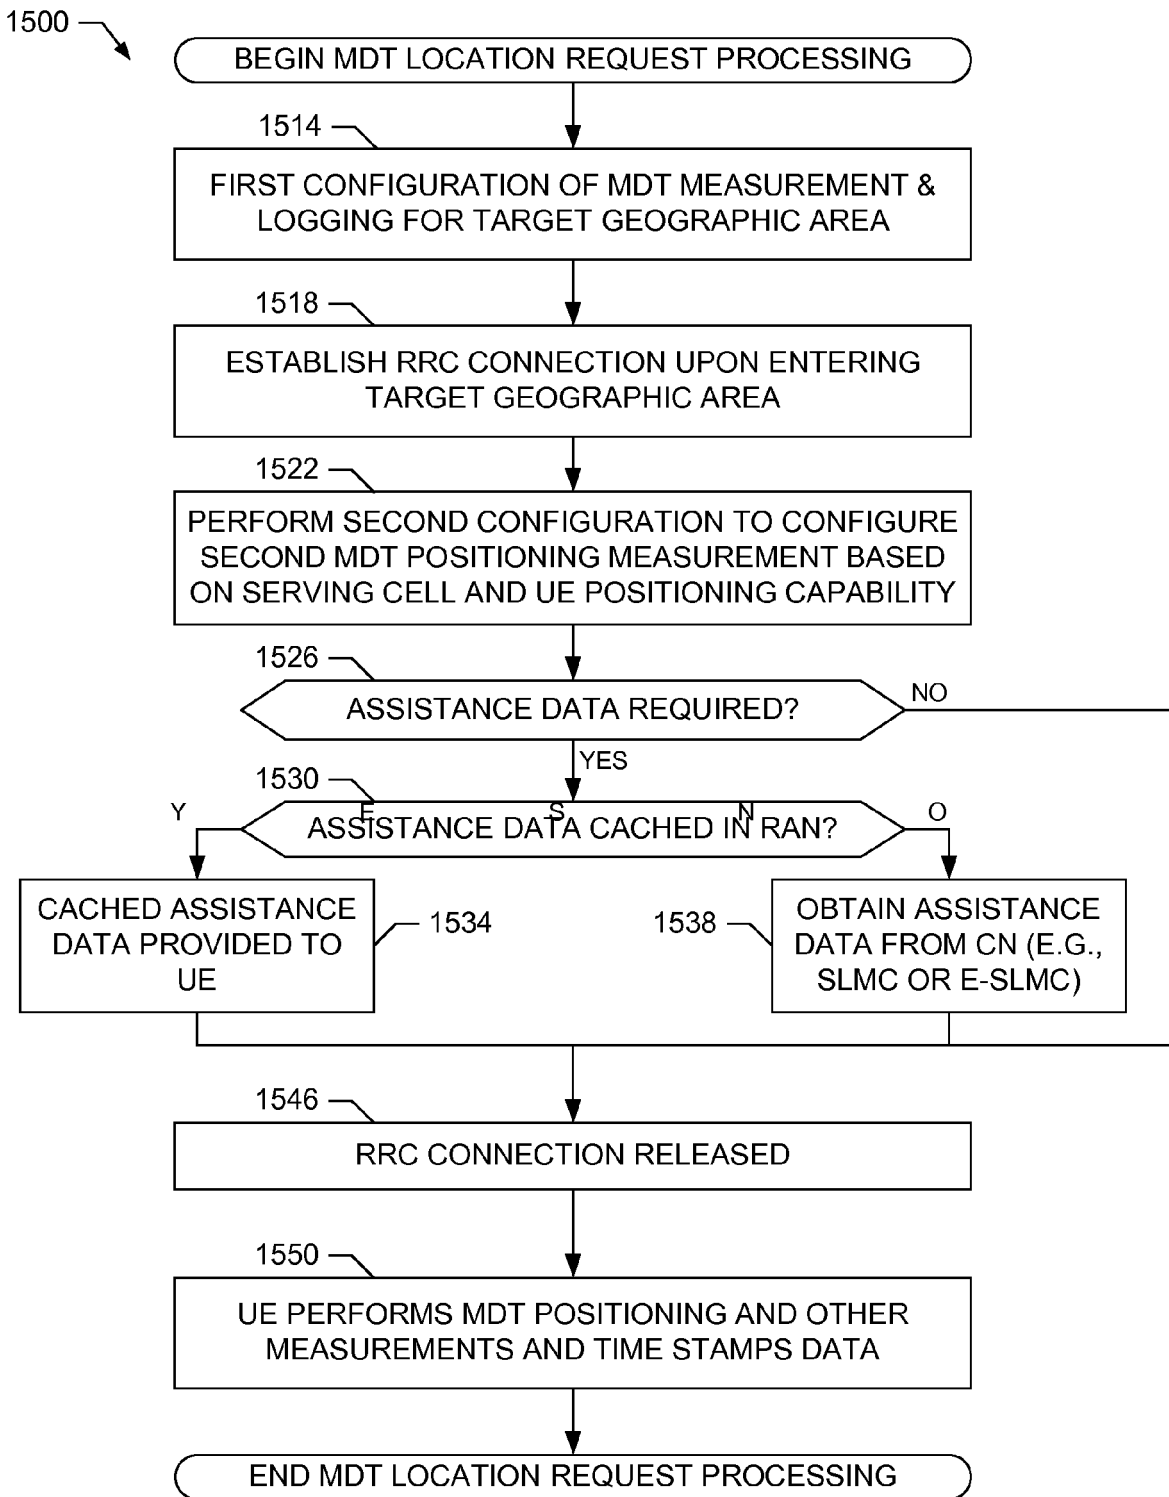 1500
BEGIN MDT LOCATION REQUEST PROCESSING
1514
FIRST CONFIGURATION OF MDT MEASUREMENT &
LOGGING FOR TARGET GEOGRAPHIC AREA
1518
ESTABLISH RRC CONNECTION UPON ENTERING
TARGET GEOGRAPHIC AREA
1522
PERFORM SECOND CONFIGURATION TO CONFIGURE
SECOND MDT POSITIONING MEASUREMENT BASED
ON SERVING CELL AND UE POSITIONING CAPABILITY
1526
ASSISTANCE DATA REQUIRED?
NO
YES
1530
Y E S N O
ASSISTANCE DATA CACHED IN RAN?
CACHED ASSISTANCE
DATA PROVIDED TO
UE
1534
1538
OBTAIN ASSISTANCE
DATA FROM CN (E.G.,
SLMC OR E-SLMC)
1546
RRC CONNECTION RELEASED
1550
UE PERFORMS MDT POSITIONING AND OTHER
MEASUREMENTS AND TIME STAMPS DATA
END MDT LOCATION REQUEST PROCESSING